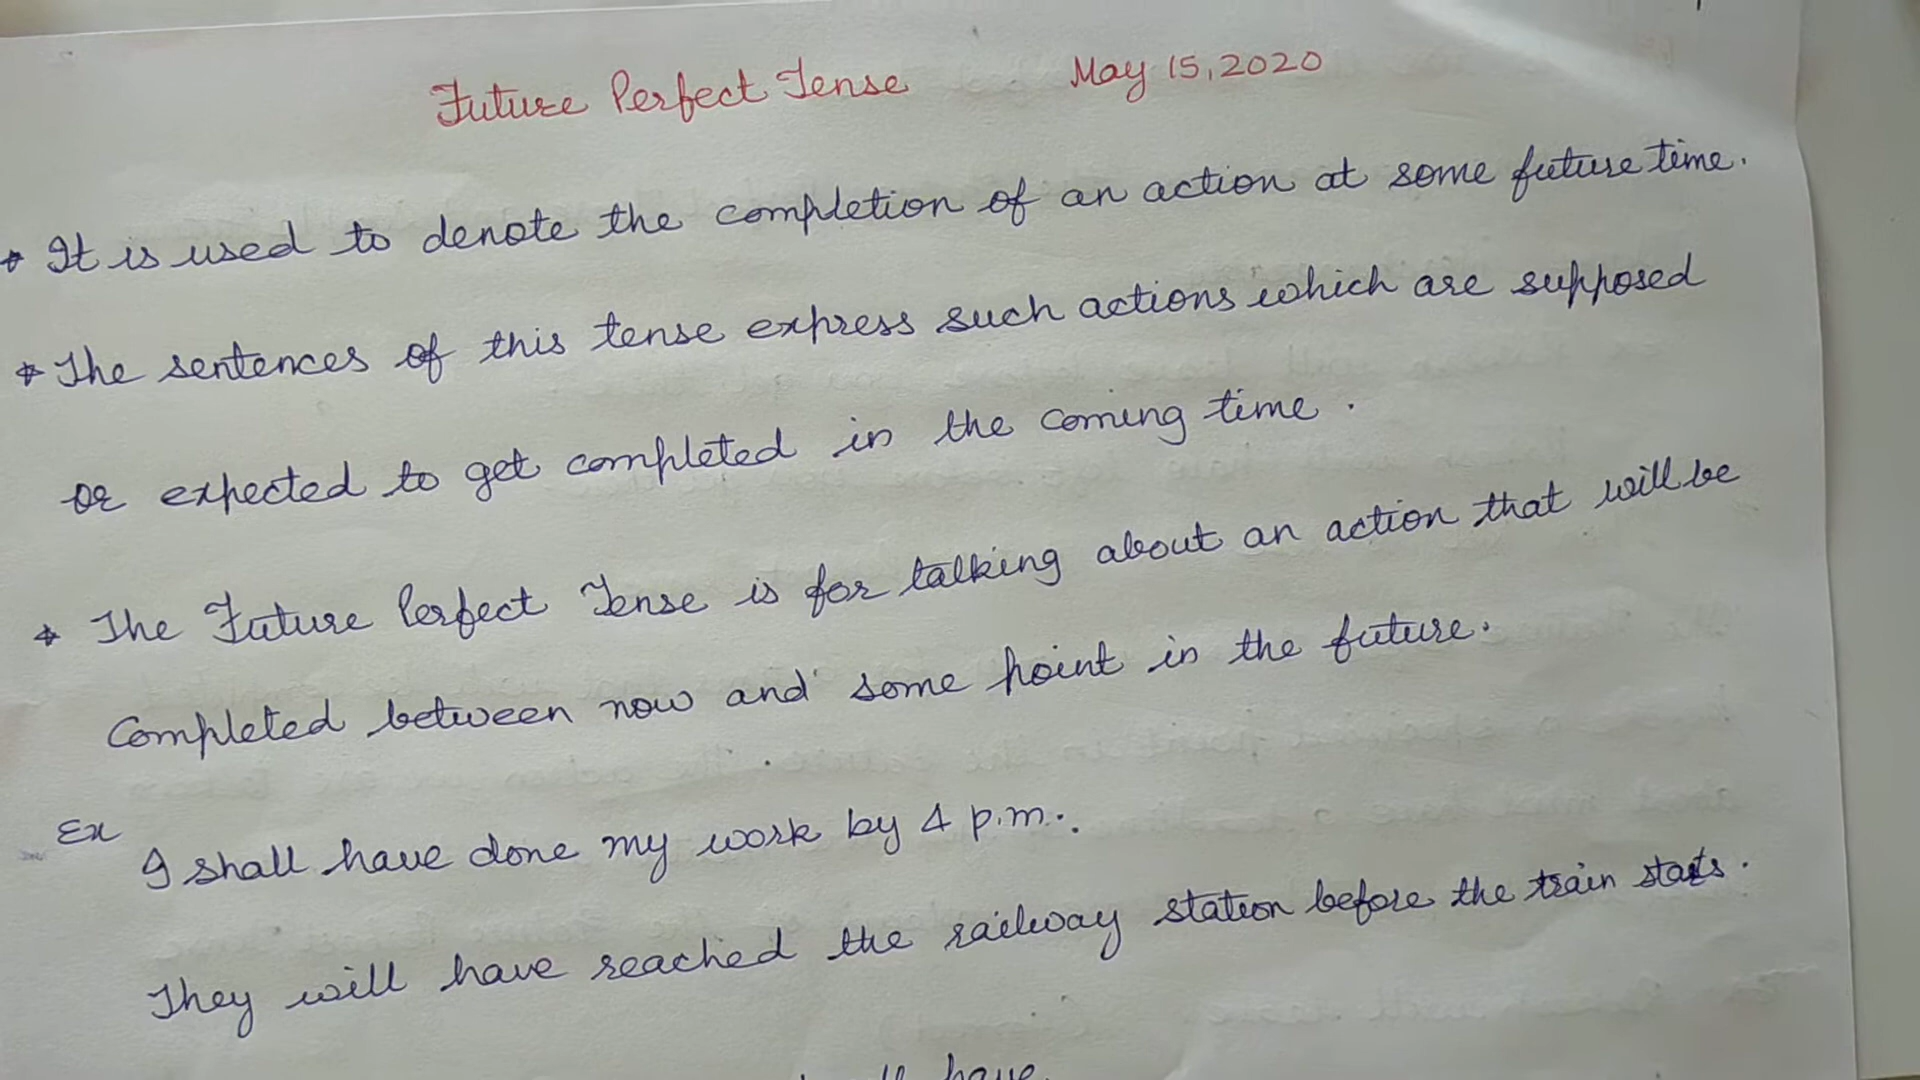 Future Perfect Tense May 15, 2020
* It is used to denote the completion of an action at some future time.
* The sentences of this tense express such actions which are supposed
or expected to get completed in the coming time.
* The Future Perfect Tense is for talking about an action that will be
Completed between now and some point in the future.
Ex
I shall have done my work by 4 p.m..
They will have reached the railway station before the train starts.
have